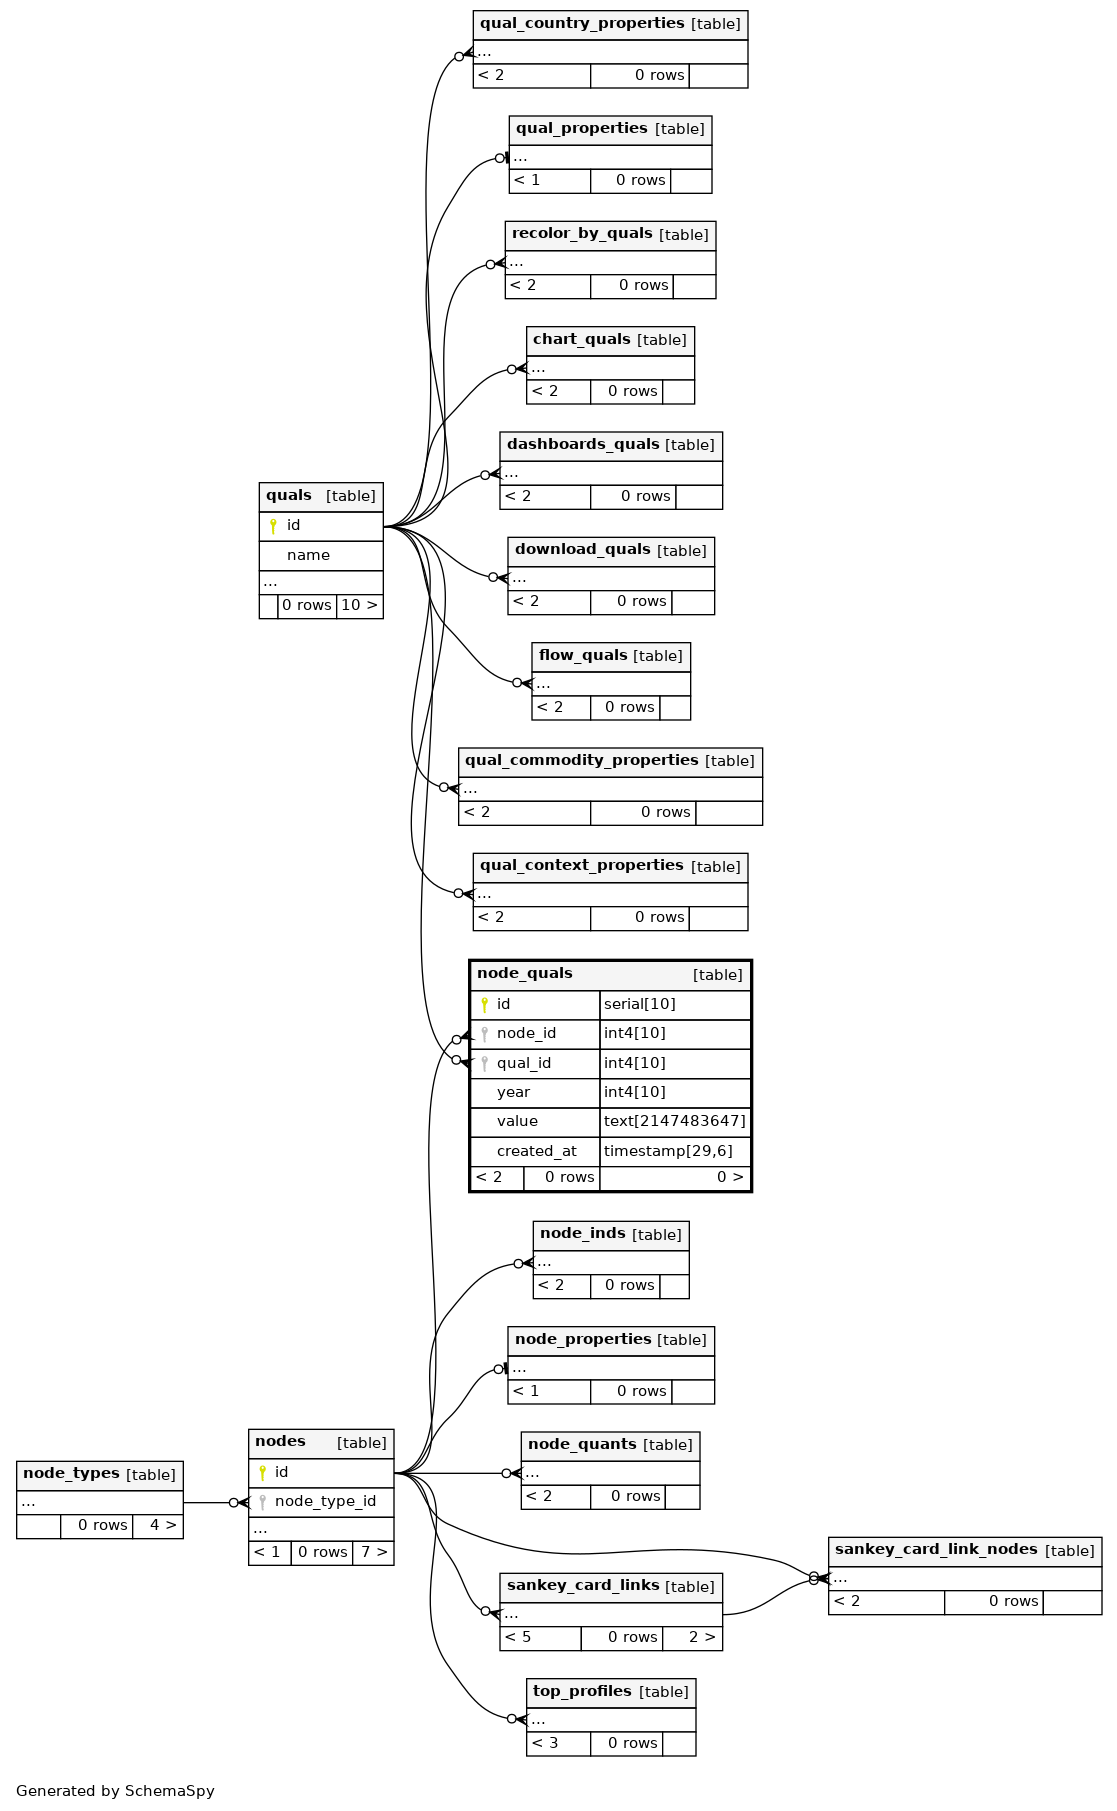 qual_country_properties [table]
...
< 2 0 rows
qual_properties [table]
...
< 1 0 rows
recolor_by_quals [table]
...
< 2 0 rows
chart_quals [table]
...
< 2 0 rows
dashboards_quals [table]
...
< 2 0 rows
quals [table]
id
name
...
0 rows 10 >
download_quals [table]
...
< 2 0 rows
flow_quals [table]
...
< 2 0 rows
qual_commodity_properties [table]
...
< 2 0 rows
qual_context_properties [table]
...
< 2 0 rows
node_quals [table]
id serial[10]
node_id int4[10]
qual_id int4[10]
year int4[10]
value text[2147483647]
created_at timestamp[29,6]
< 2 0 rows 0 >
node_inds [table]
...
< 2 0 rows
node_properties [table]
...
< 1 0 rows
node_types [table]
...
0 rows 4 >
nodes [table]
id
node_type_id
...
< 1 0 rows 7 >
node_quants [table]
...
< 2 0 rows
sankey_card_links [table]
...
< 5 0 rows 2 >
sankey_card_link_nodes [table]
...
< 2 0 rows
top_profiles [table]
...
< 3 0 rows
Generated by SchemaSpy